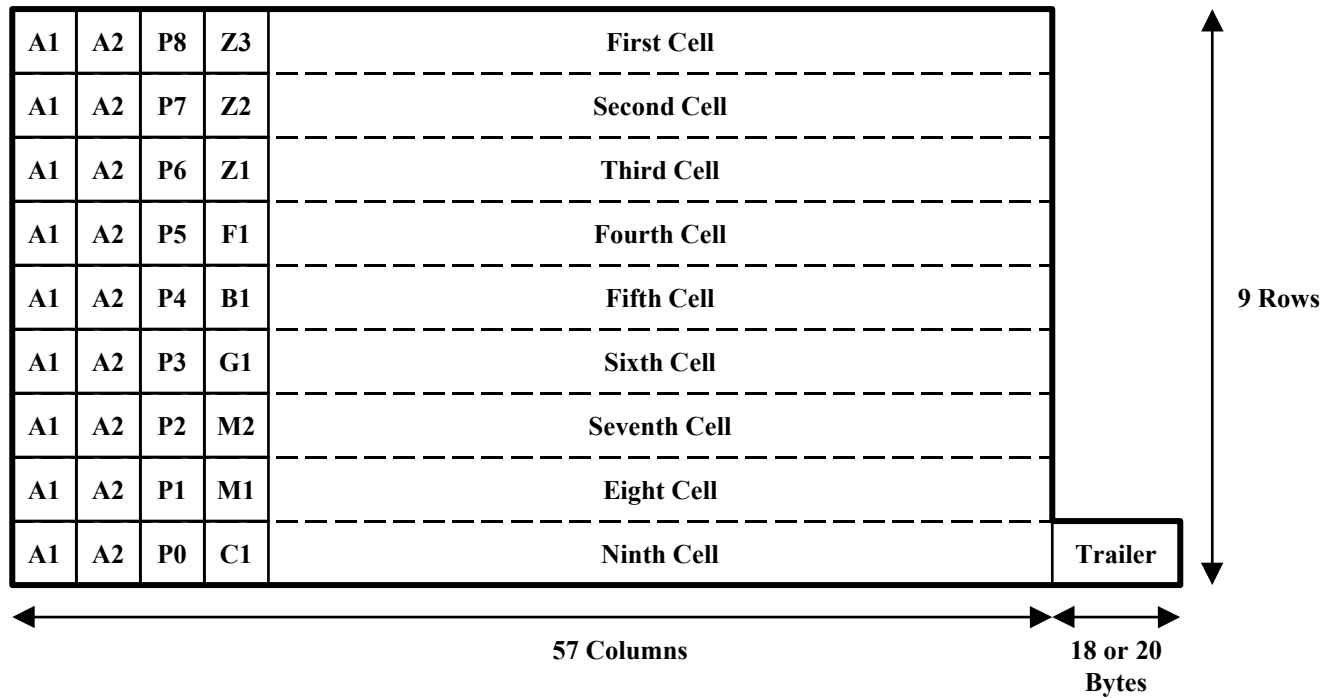 A1 A2 P8 Z3 First Cell
A1 A2 P7 Z2 Second Cell
A1 A2 P6 Z1 Third Cell
A1 A2 P5 F1 Fourth Cell
A1 A2 P4 B1 Fifth Cell
9 Rows
A1 A2 P3 G1 Sixth Cell
A1 A2 P2 M2 Seventh Cell
A1 A2 P1 M1 Eight Cell
A1 A2 P0 C1 Ninth Cell Trailer
57 Columns
18 or 20
Bytes